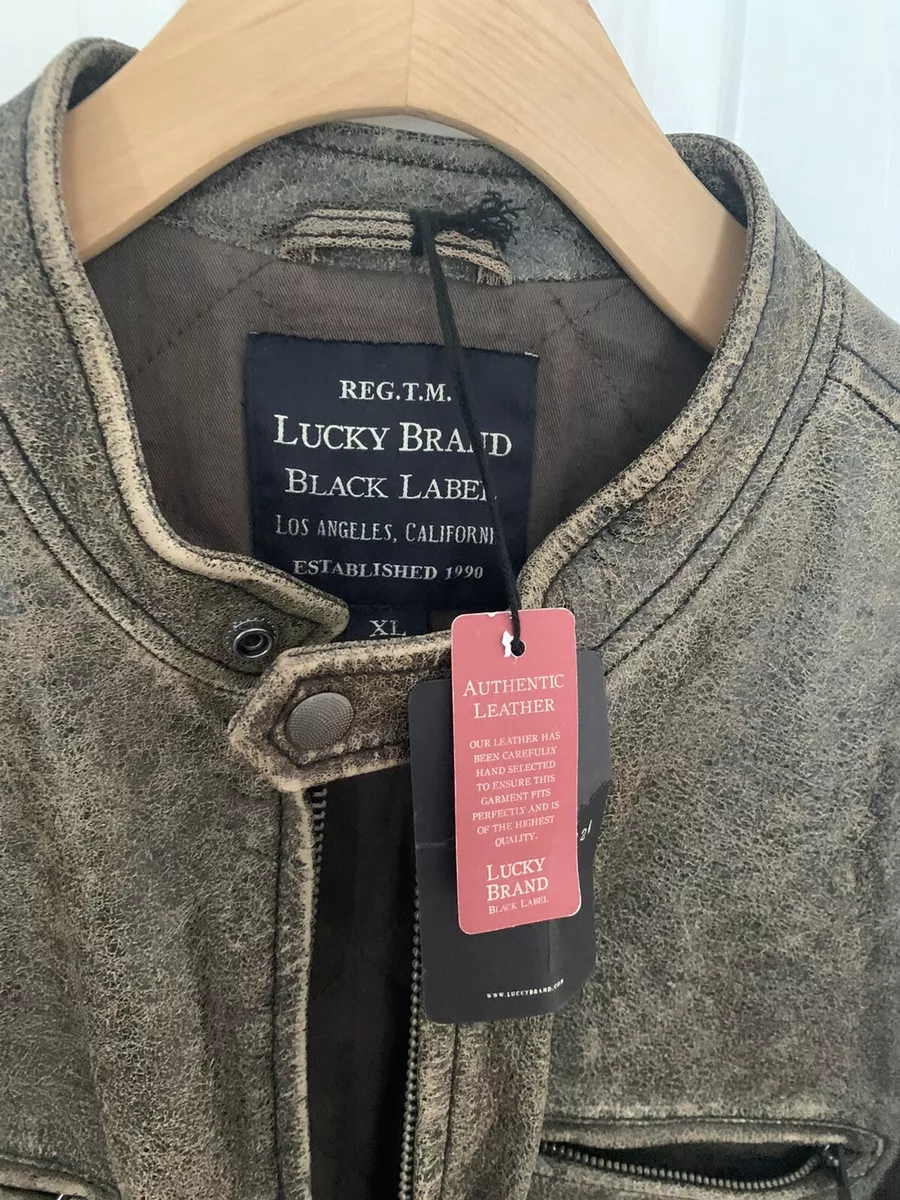 REG.T.M.
LUCKY BRAND
BLACK LABEL
LOS ANGELES, CALIFORNI
ESTABLISHED 1990
XL
AUTHENTIC
LEATHER
OUR LEATHER HAS
BEEN CAREFULLY
HAND SELECTED
TO ENSURE THIS
GARMENT FITS
PERFECTLY AND IS
OF THE HIGHEST
QUALITY.
LUCKY
BRAND
BLACK LABEL
21
WWW.LUCKYBRAND.COM